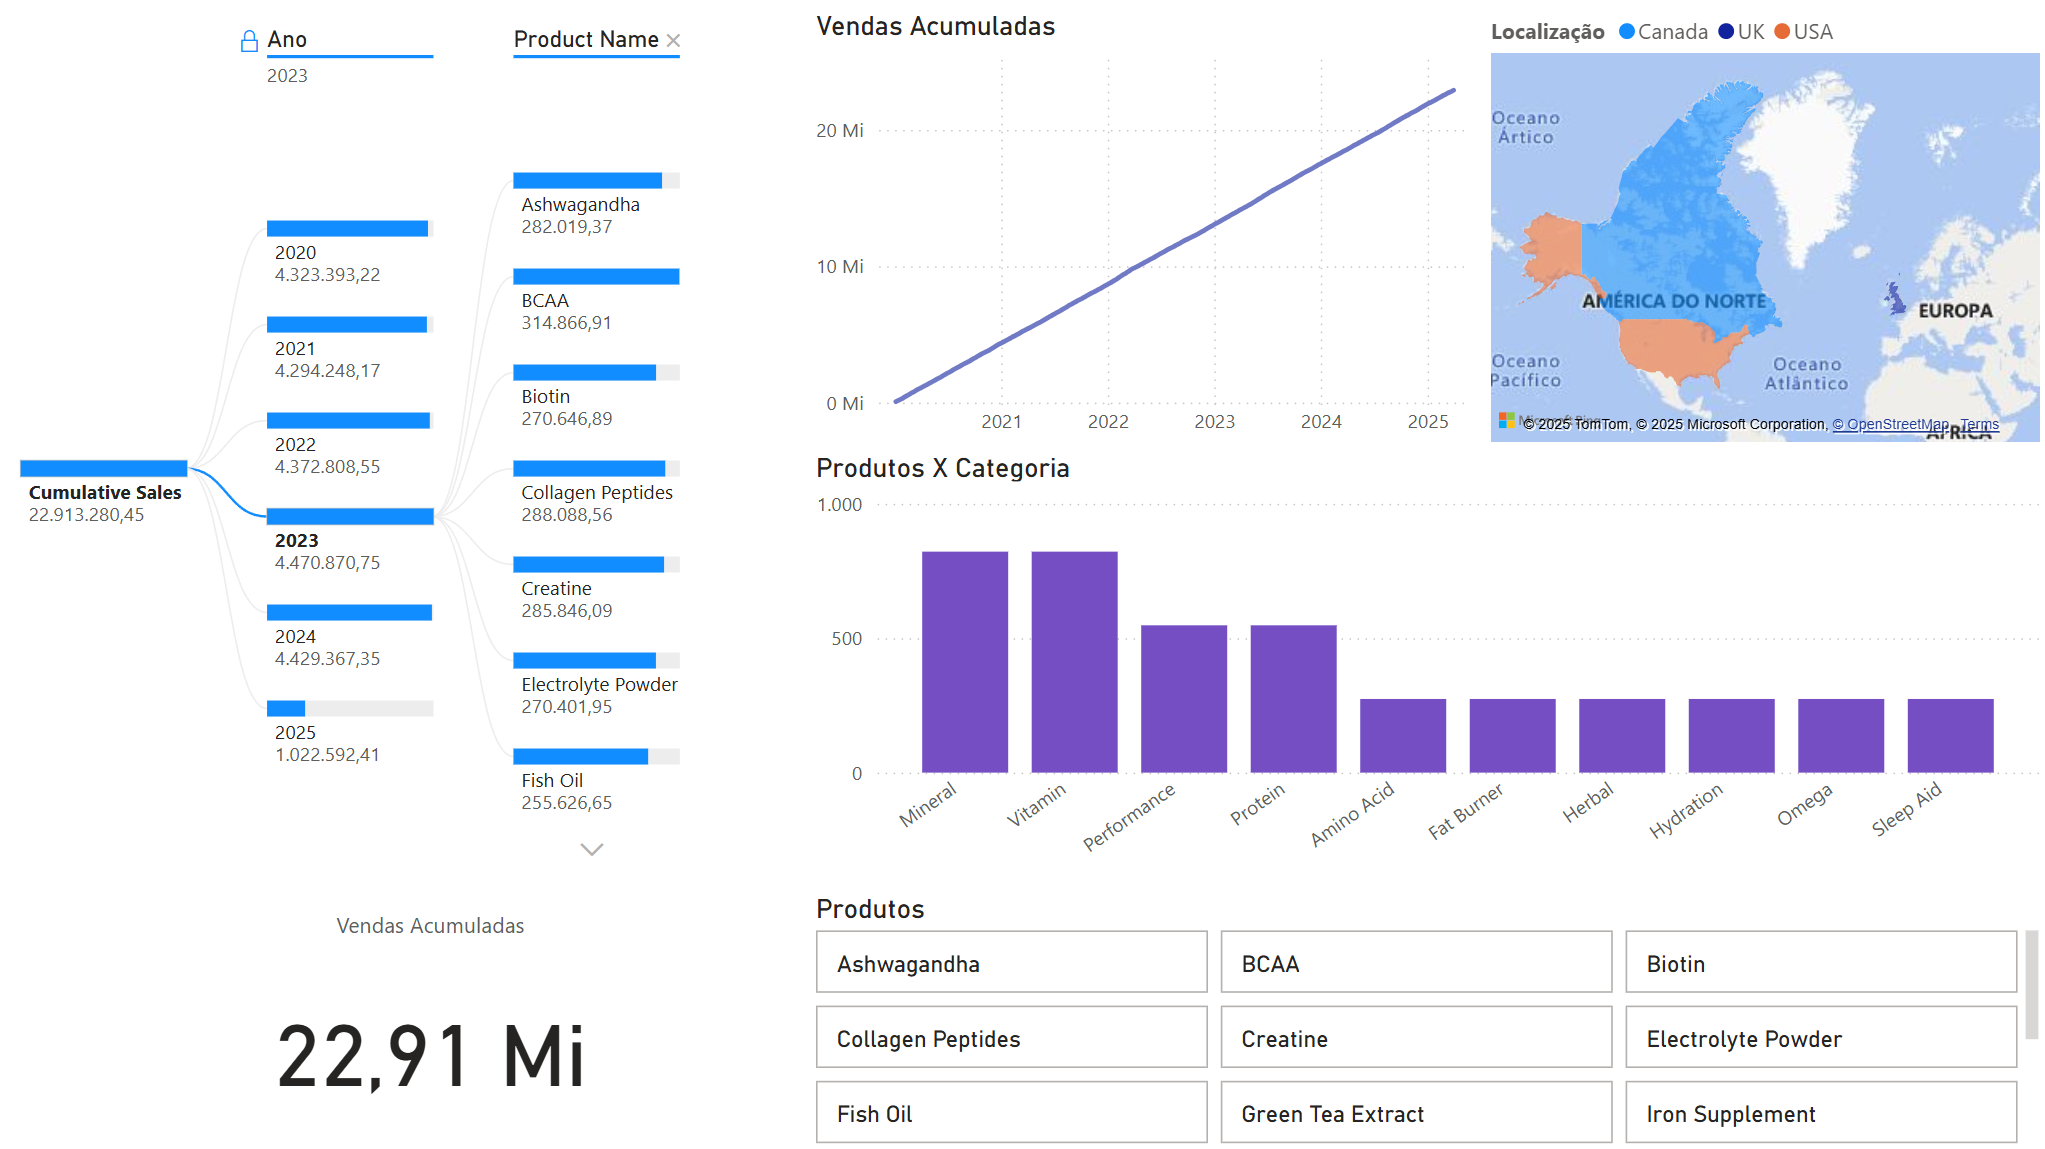 Ano
2023
Product Name
2020
4.323.393,22
2021
4.294.248,17
2022
4.372.808,55
Cumulative Sales
22.913.280,45
2023
4.470.870,75
2024
4.429.367,35
2025
1.022.592,41
Ashwagandha
282.019,37
BCAA
314.866,91
Biotin
270.646,89
Collagen Peptides
288.088,56
Creatine
285.846,09
Electrolyte Powder
270.401,95
Fish Oil
255.626,65
Vendas Acumuladas
22,91 Mi
Vendas Acumuladas
20 Mi
10 Mi
0 Mi
2021 2022 2023 2024 2025
Localização Canada UK USA
Oceano
Ártico
AMÉRICA DO NORTE
EUROPA
Oceano
Pacífico
Oceano
Atlântico
ÁFRICA
Microsoft Bing
© 2025 TomTom, © 2025 Microsoft Corporation, © OpenStreetMap Terms
Produtos X Categoria
1.000
500
0
Mineral
Vitamin
Performance
Protein
Amino Acid
Fat Burner
Herbal
Hydration
Omega
Sleep Aid
Produtos
Ashwagandha
BCAA
Biotin
Collagen Peptides
Creatine
Electrolyte Powder
Fish Oil
Green Tea Extract
Iron Supplement